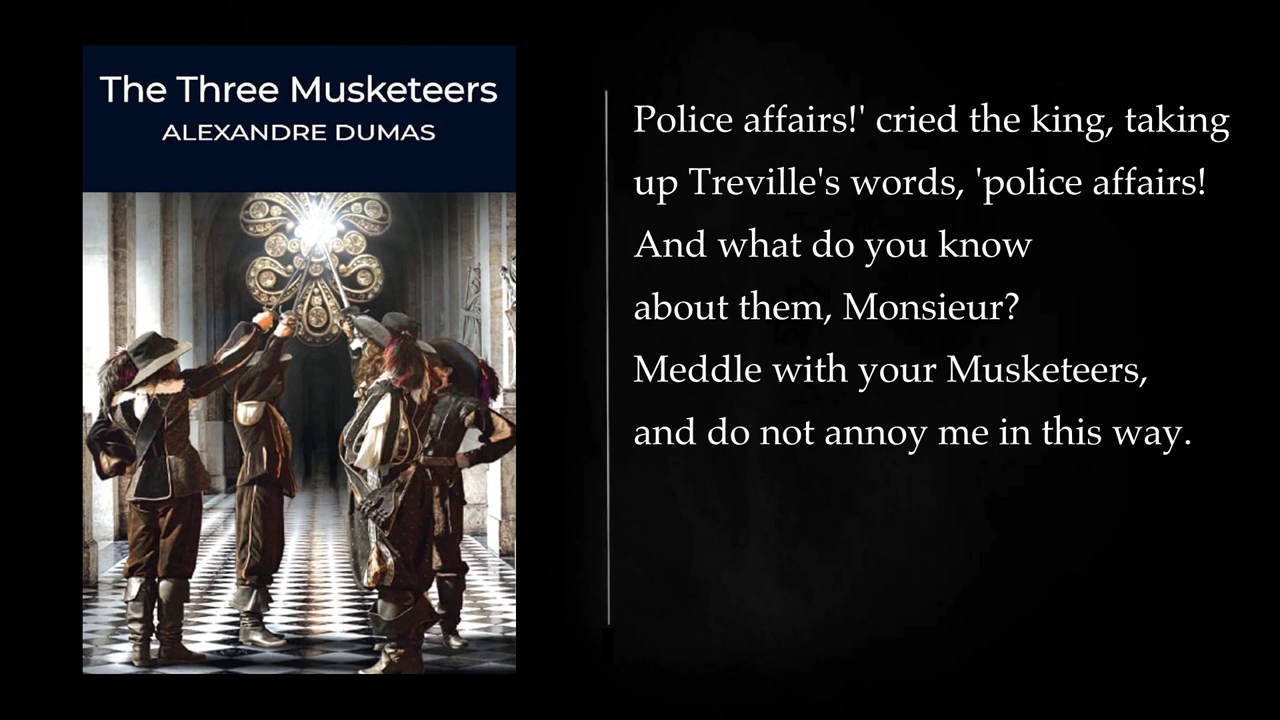 The Three Musketeers
ALEXANDRE DUMAS
Police affairs!' cried the king, taking
up Treville's words, 'police affairs!
And what do you know
about them, Monsieur?
Meddle with your Musketeers,
and do not annoy me in this way.